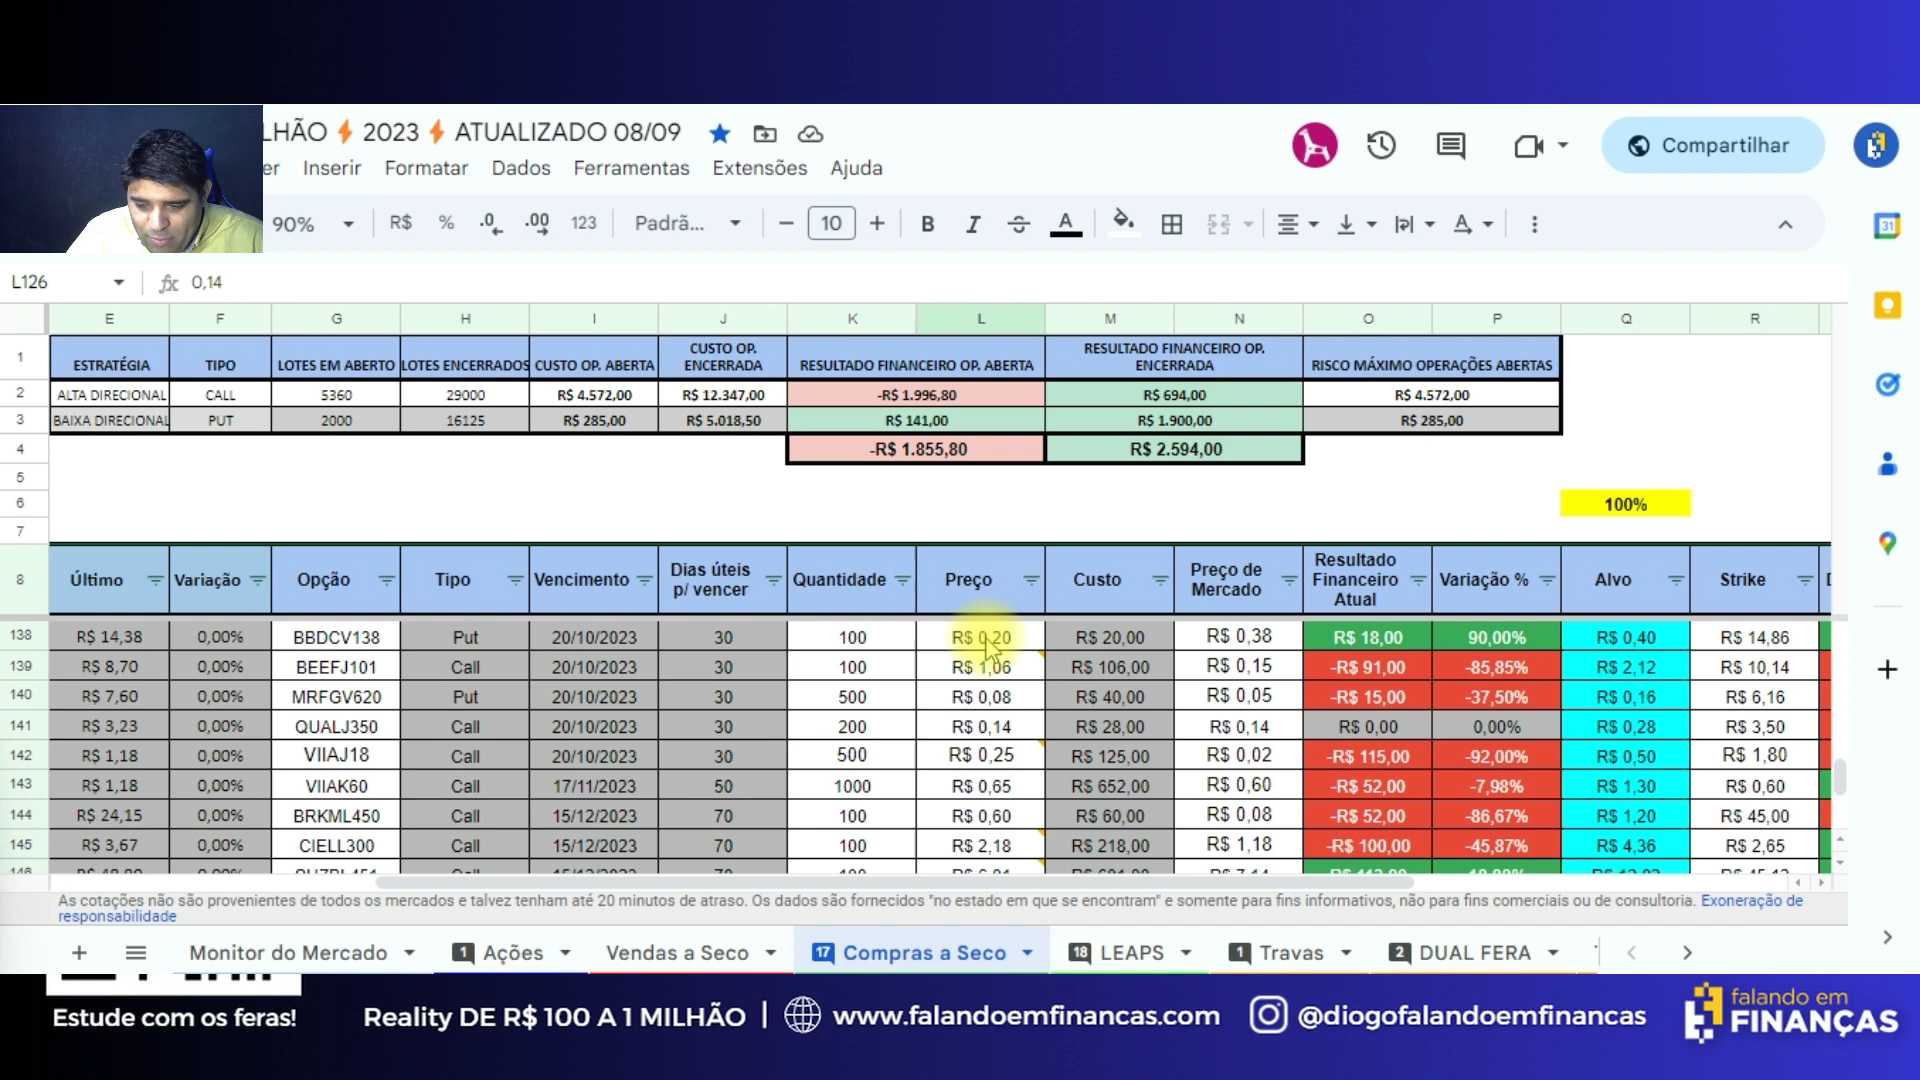 LHÃO ⚡ 2023 ⚡ ATUALIZADO 08/09
er Inserir Formatar Dados Ferramentas Extensões Ajuda
Compartilhar
90% R$ % .0 .00 123 Padrã... − 10 + B I S A A
31
L126 fx 0,14
E F G H I J K L M N O P Q R
1 ESTRATÉGIA TIPO LOTES EM ABERTO LOTES ENCERRADOS CUSTO OP. ABERTA CUSTO OP. ENCERRADA RESULTADO FINANCEIRO OP. ABERTA RESULTADO FINANCEIRO OP. ENCERRADA RISCO MÁXIMO OPERAÇÕES ABERTAS
2 ALTA DIRECIONAL CALL 5360 29000 R$ 4.572,00 R$ 12.347,00 -R$ 1.996,80 R$ 694,00 R$ 4.572,00
3 BAIXA DIRECIONAL PUT 2000 16125 R$ 285,00 R$ 5.018,50 R$ 141,00 R$ 1.900,00 R$ 285,00
4 -R$ 1.855,80 R$ 2.594,00
5
6 100%
7
8 Último Variação Opção Tipo Vencimento Dias úteis p/ vencer Quantidade Preço Custo Preço de Mercado Resultado Financeiro Atual Variação % Alvo Strike
138 R$ 14,38 0,00% BBDCV138 Put 20/10/2023 30 100 R$ 0,20 R$ 20,00 R$ 0,38 R$ 18,00 90,00% R$ 0,40 R$ 14,86
139 R$ 8,70 0,00% BEEFJ101 Call 20/10/2023 30 100 R$ 1,06 R$ 106,00 R$ 0,15 -R$ 91,00 -85,85% R$ 2,12 R$ 10,14
140 R$ 7,60 0,00% MRFGV620 Put 20/10/2023 30 500 R$ 0,08 R$ 40,00 R$ 0,05 -R$ 15,00 -37,50% R$ 0,16 R$ 6,16
141 R$ 3,23 0,00% QUALJ350 Call 20/10/2023 30 200 R$ 0,14 R$ 28,00 R$ 0,14 R$ 0,00 0,00% R$ 0,28 R$ 3,50
142 R$ 1,18 0,00% VIIAJ18 Call 20/10/2023 30 500 R$ 0,25 R$ 125,00 R$ 0,02 -R$ 115,00 -92,00% R$ 0,50 R$ 1,80
143 R$ 1,18 0,00% VIIAK60 Call 17/11/2023 50 1000 R$ 0,65 R$ 652,00 R$ 0,60 -R$ 52,00 -7,98% R$ 1,30 R$ 0,60
144 R$ 24,15 0,00% BRKML450 Call 15/12/2023 70 100 R$ 0,60 R$ 60,00 R$ 0,08 -R$ 52,00 -86,67% R$ 1,20 R$ 45,00
145 R$ 3,67 0,00% CIELL300 Call 15/12/2023 70 100 R$ 2,18 R$ 218,00 R$ 1,18 -R$ 100,00 -45,87% R$ 4,36 R$ 2,65
As cotações não são provenientes de todos os mercados e talvez tenham até 20 minutos de atraso. Os dados são fornecidos "no estado em que se encontram" e somente para fins informativos, não para fins comerciais ou de consultoria. Exoneração de
responsabilidade
+ Monitor do Mercado 1 Ações Vendas a Seco 17 Compras a Seco 18 LEAPS 1 Travas 2 DUAL FERA
Estude com os feras! Reality DE R$ 100 A 1 MILHÃO | www.falandoemfinancas.com @diogofalandoemfinancas
falando em
FINANÇAS